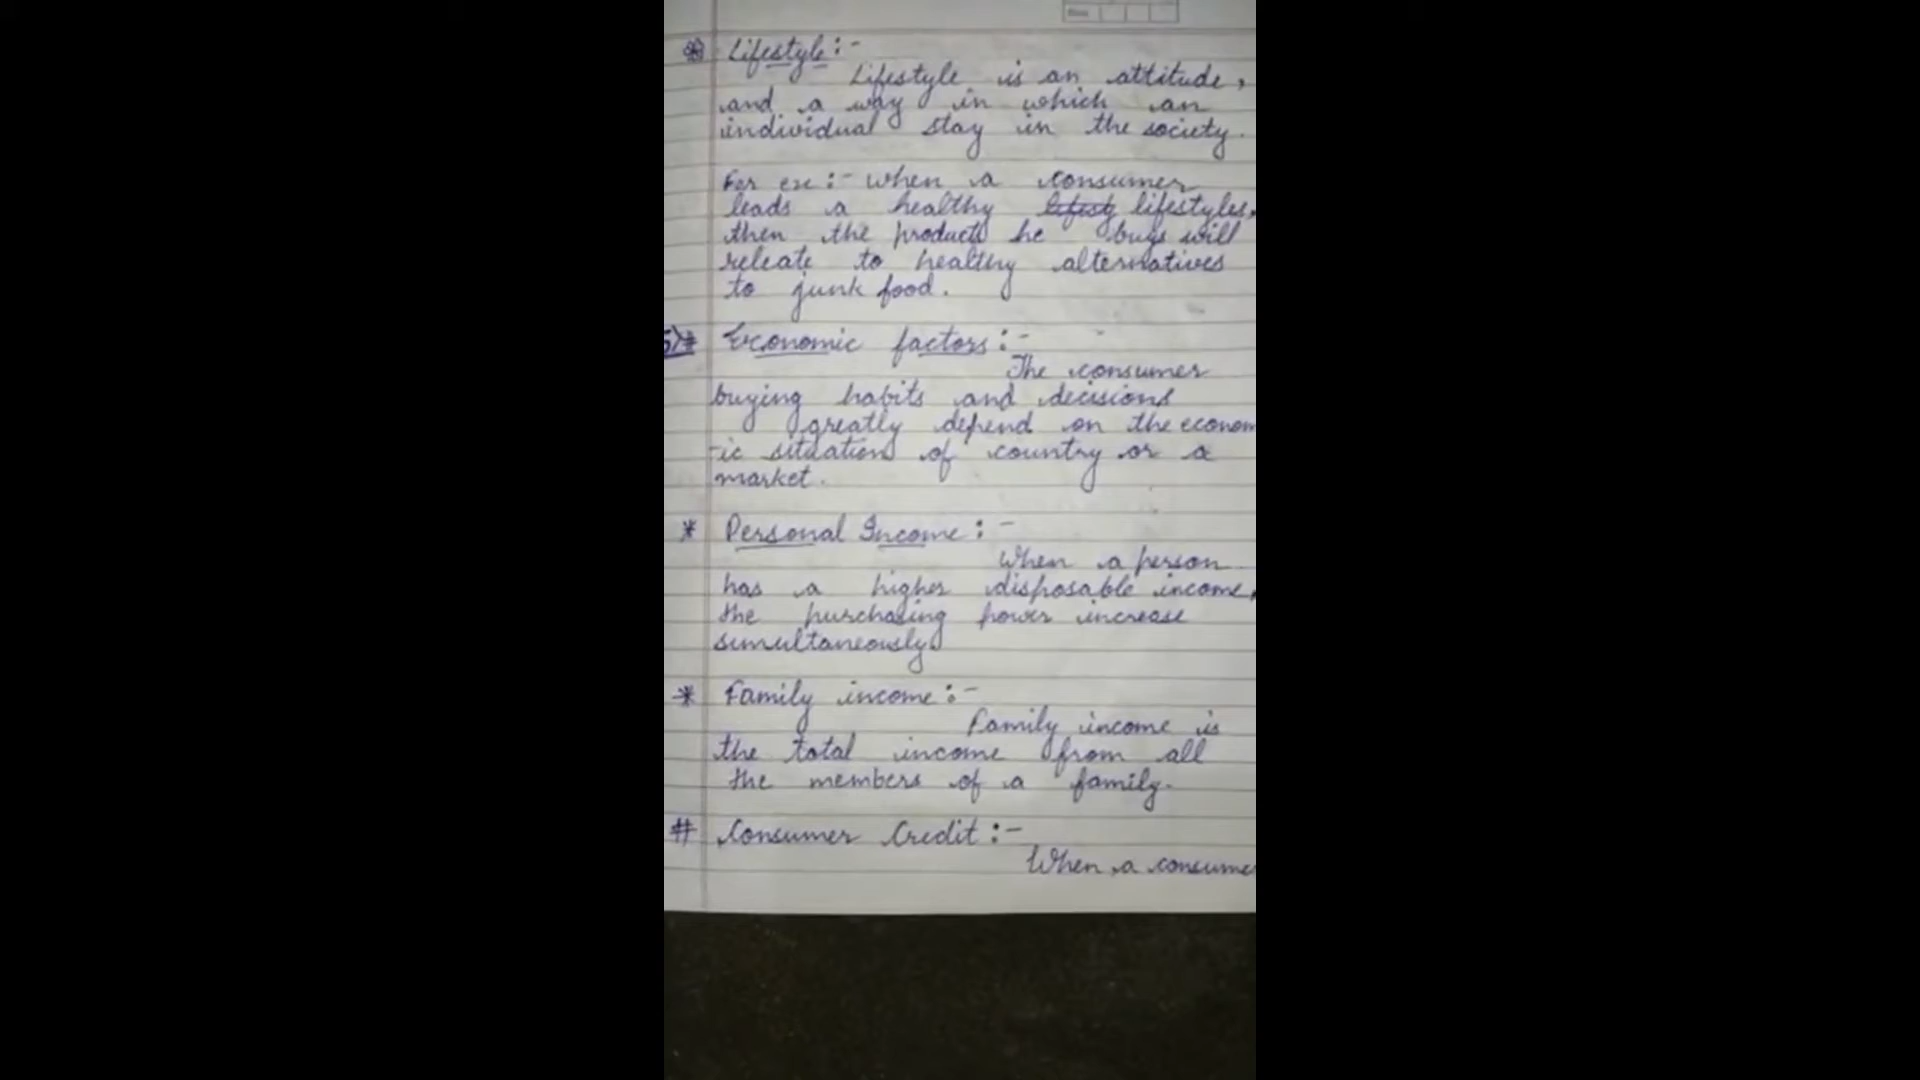 * Lifestyle :-
Lifestyle is an attitude,
and a way in which an
individual stay in the society.
For ex :- When a consumer
leads a healthy lifestyles,
then the products he buys will
releate to healthy alternatives
to junk food.
5)# Economic factors :-
The consumer
buying habits and decisions
greatly depend on the econom
-ic situation of country or a
market.
* Personal Income :-
When a person
has a higher disposable income,
the purchasing power increase
simultaneously.
* Family income :-
Family income is
the total income from all
the members of a family.
# Consumer Credit :-
When a consume